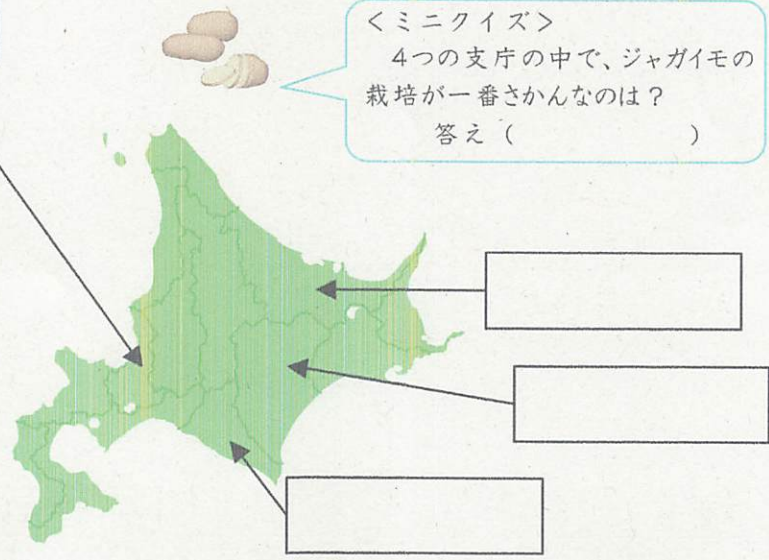 <ミニクイズ>
4つの支庁の中で、ジャガイモの
栽培が一番さかんなのは？
答え（　　　　　）